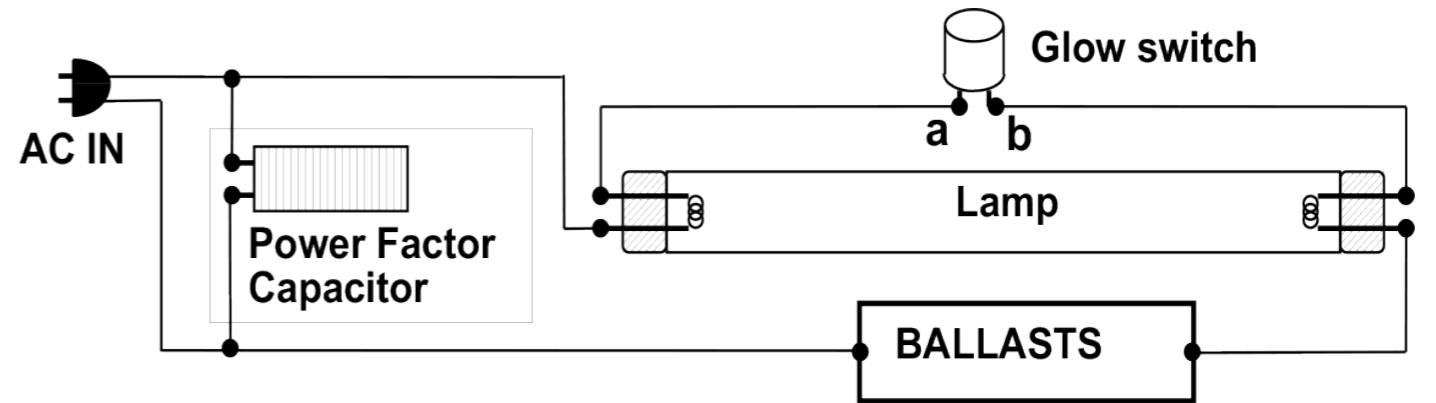 Glow switch
AC IN
a
b
Lamp
Power Factor
Capacitor
BALLASTS